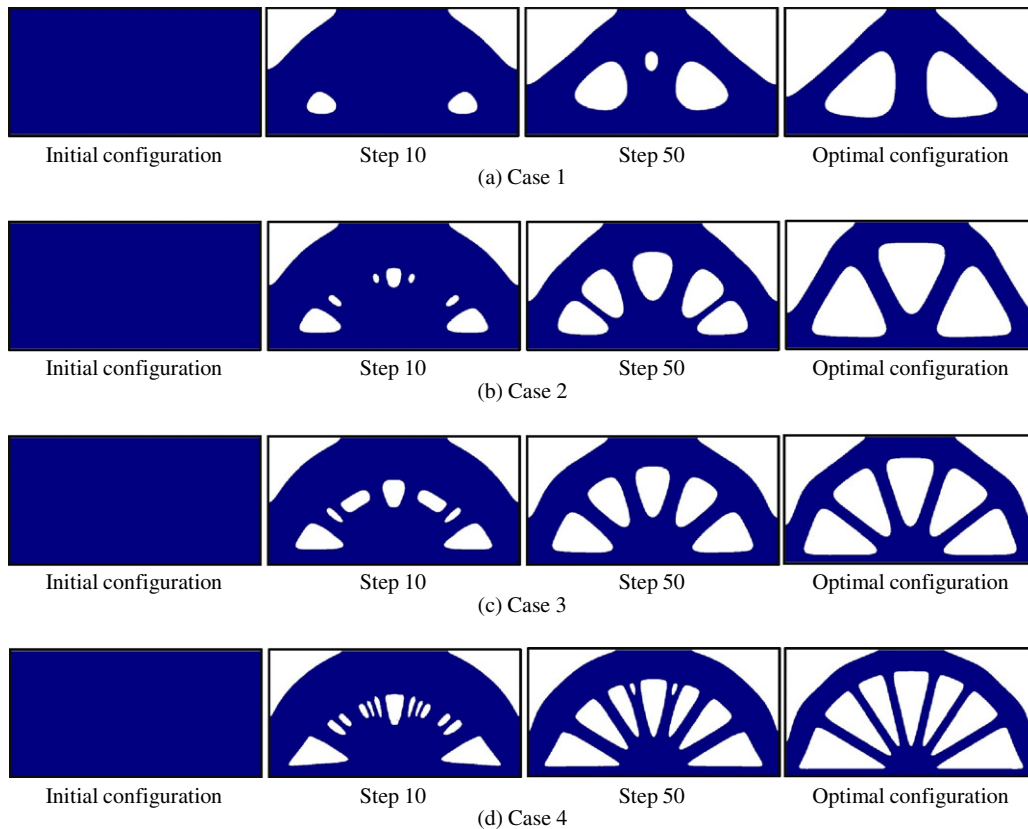 Initial configuration Step 10 Step 50 Optimal configuration
(a) Case 1
Initial configuration Step 10 Step 50 Optimal configuration
(b) Case 2
Initial configuration Step 10 Step 50 Optimal configuration
(c) Case 3
Initial configuration Step 10 Step 50 Optimal configuration
(d) Case 4